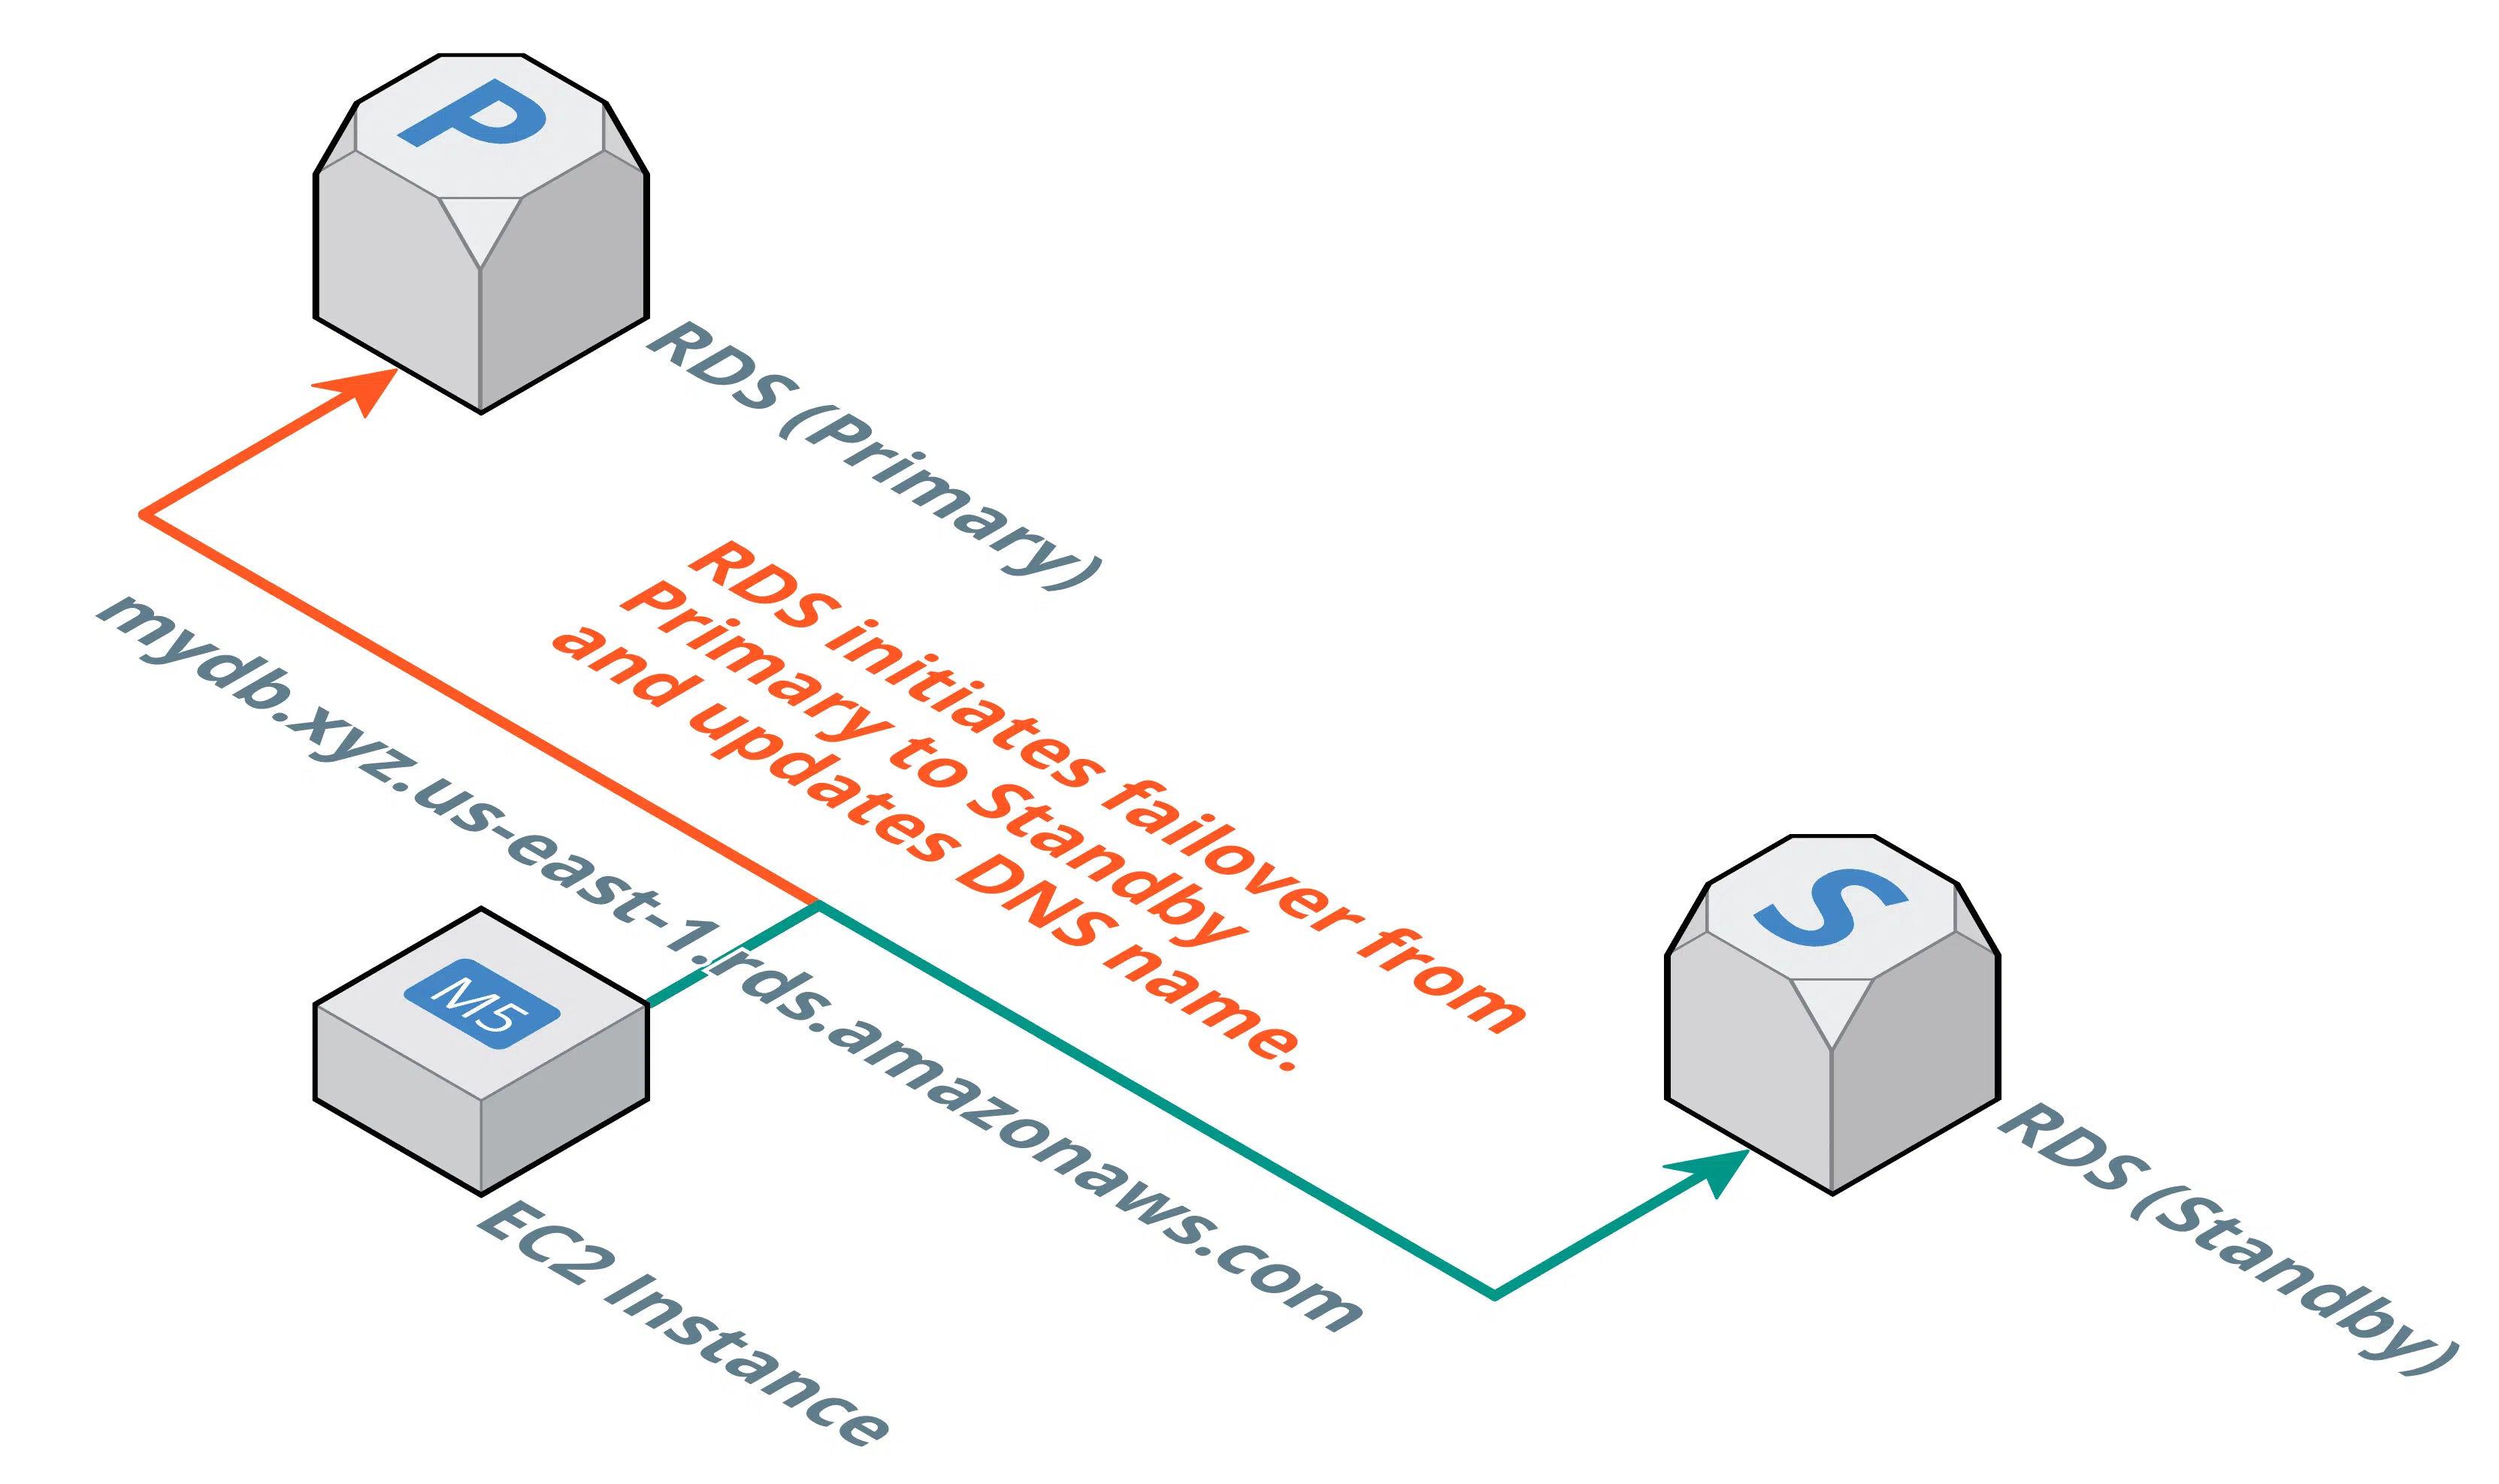 P
RDS (Primary)
RDS initiates failover from
Primary to Standby
and updates DNS name.
mydb.xyz.us-east-1.rds.amazonaws.com
M5
EC2 Instance
S
RDS (Standby)